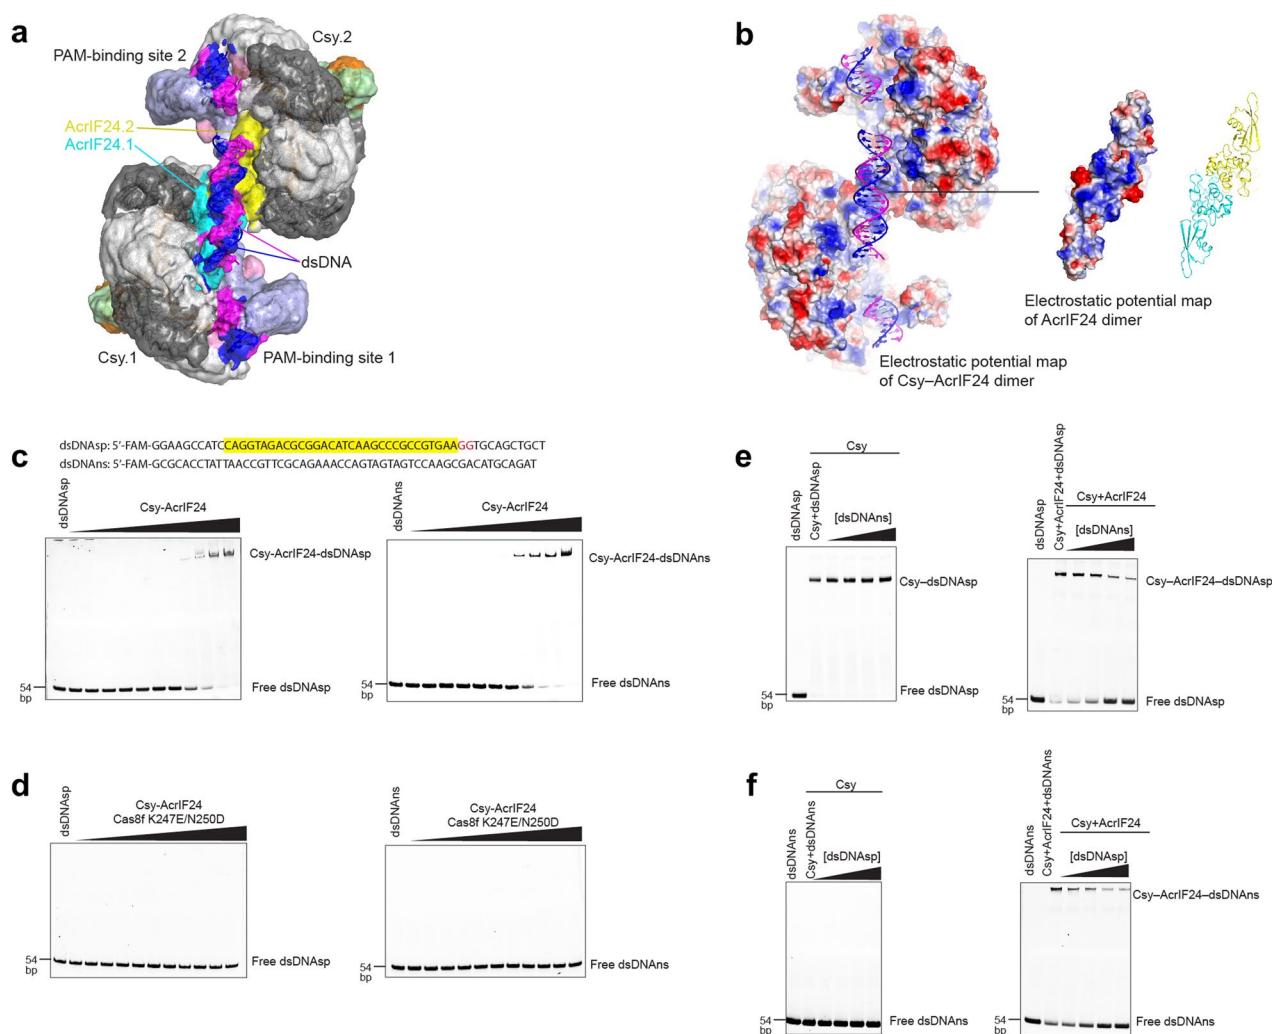 a
Csy.2
PAM-binding site 2
AcrIF24.2
AcrIF24.1
dsDNA
Csy.1
PAM-binding site 1
b
Electrostatic potential map
of AcrIF24 dimer
Electrostatic potential map
of Csy–AcrIF24 dimer
c
dsDNAsp: 5′-FAM-GGAAGCCATCCAGGTAGACGCGGACATCAAGCCCGCCGTGAAGGTGCAGCTGCT
dsDNAns: 5′-FAM-GCGCACCTATTAACCGTTCGCAGAAACCAGTAGTAGTCCAAGCGACATGCAGAT
dsDNAsp
Csy-AcrIF24
Csy-AcrIF24-dsDNAsp
54
bp
Free dsDNAsp
dsDNAns
Csy-AcrIF24
Csy-AcrIF24-dsDNAns
54
bp
Free dsDNAns
d
dsDNAsp
Csy-AcrIF24
Cas8f K247E/N250D
54
bp
Free dsDNAsp
dsDNAns
Csy-AcrIF24
Cas8f K247E/N250D
54
bp
Free dsDNAns
e
Csy
dsDNAsp
Csy+dsDNAsp
[dsDNAns]
Csy–dsDNAsp
54
bp
Free dsDNAsp
dsDNAsp
Csy+AcrIF24+dsDNAsp
Csy+AcrIF24
[dsDNAns]
Csy–AcrIF24–dsDNAsp
54
bp
Free dsDNAsp
f
Csy
dsDNAns
Csy+dsDNAns
[dsDNAsp]
54
bp
Free dsDNAns
dsDNAns
Csy+AcrIF24+dsDNAns
Csy+AcrIF24
[dsDNAsp]
Csy–AcrIF24–dsDNAns
54
bp
Free dsDNAns